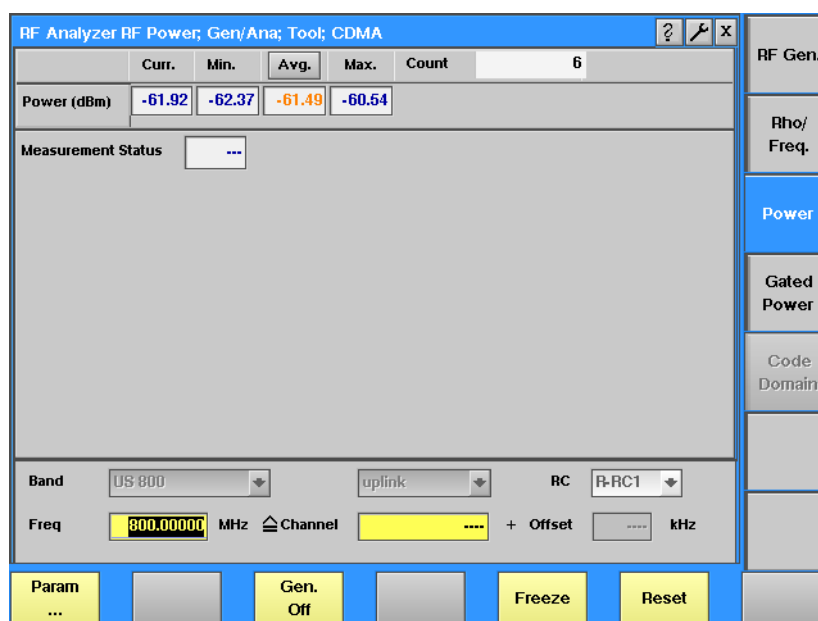 RF Analyzer RF Power; Gen/Ana; Tool; CDMA ? x
Curr. Min. Avg. Max. Count 6
Power (dBm) -61.92 -62.37 -61.49 -60.54
Measurement Status ---
Band US 800 uplink RC R-RC1
Freq 800.00000 MHz ≙ Channel ---- + Offset ---- kHz
RF Gen.
Rho/
Freq.
Power
Gated
Power
Code
Domain
Param
...
Gen.
Off
Freeze
Reset